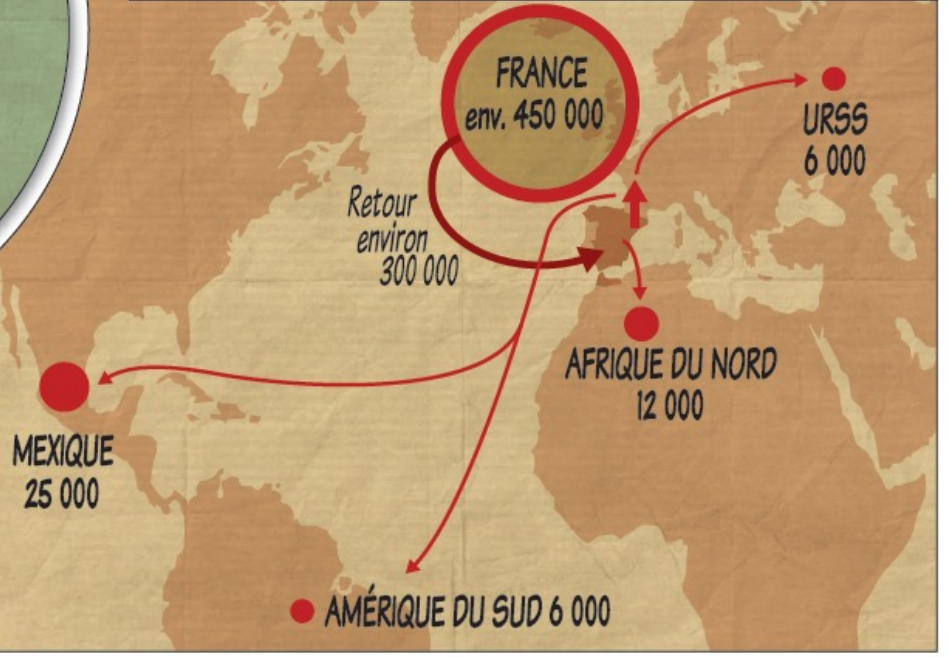 FRANCE
env. 450 000
URSS
6 000
Retour
environ
300 000
AFRIQUE DU NORD
12 000
MEXIQUE
25 000
AMÉRIQUE DU SUD 6 000